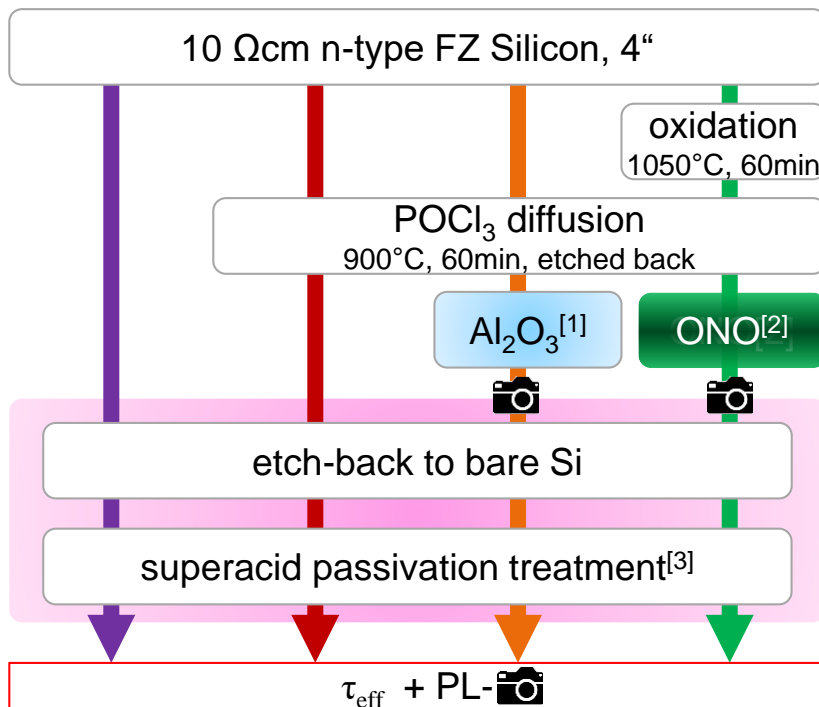 10 Ωcm n-type FZ Silicon, 4“
oxidation
1050°C, 60min
POCl₃ diffusion
900°C, 60min, etched back
Al₂O₃[1]
ONO[2]
etch-back to bare Si
superacid passivation treatment[3]
τeff + PL-